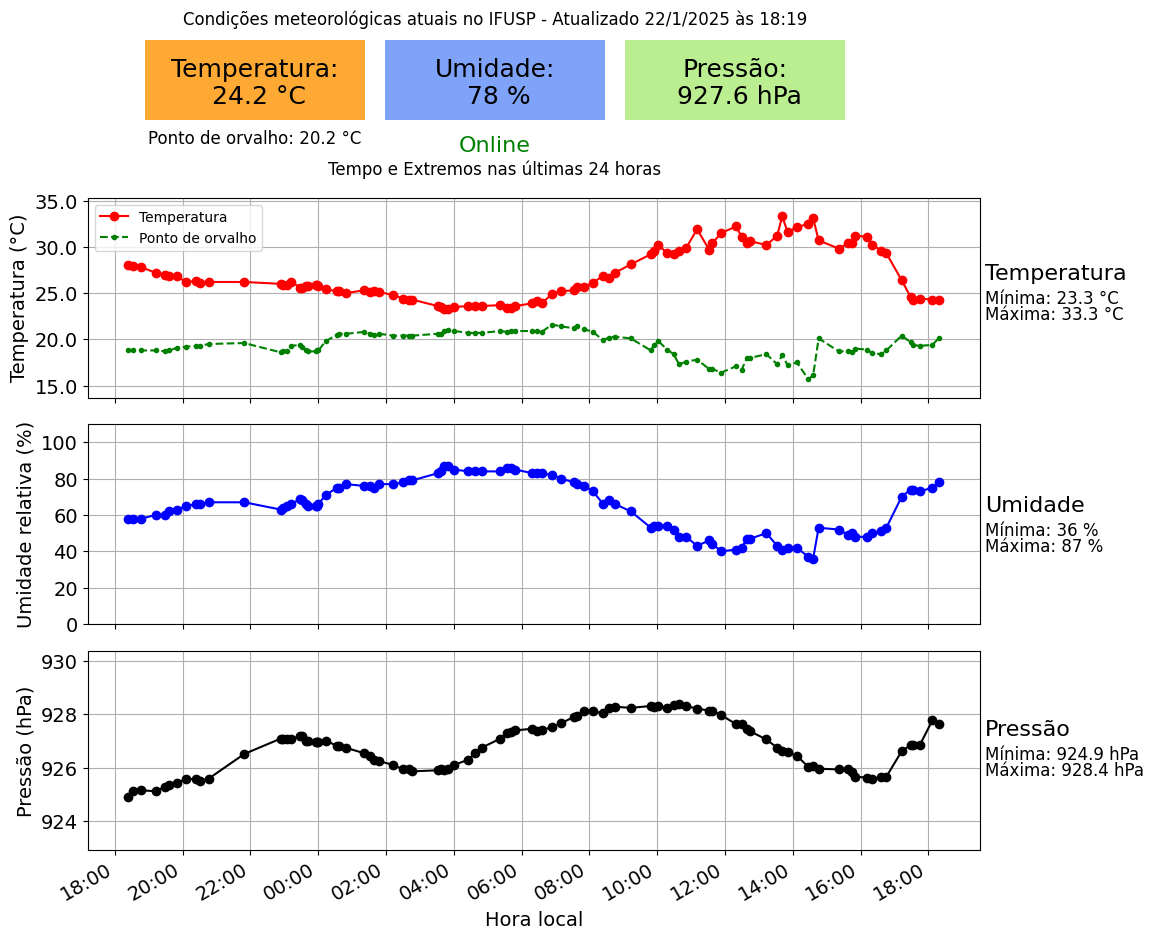 Condições meteorológicas atuais no IFUSP - Atualizado 22/1/2025 às 18:19
Temperatura:
24.2 °C
Umidade:
78 %
Pressão:
927.6 hPa
Ponto de orvalho: 20.2 °C
Online
Tempo e Extremos nas últimas 24 horas
Temperatura (°C)
35.0
30.0
25.0
20.0
15.0
Temperatura
Ponto de orvalho
Temperatura
Mínima: 23.3 °C
Máxima: 33.3 °C
Umidade relativa (%)
100
80
60
40
20
0
Umidade
Mínima: 36 %
Máxima: 87 %
Pressão (hPa)
930
928
926
924
Pressão
Mínima: 924.9 hPa
Máxima: 928.4 hPa
18:00 20:00 22:00 00:00 02:00 04:00 06:00 08:00 10:00 12:00 14:00 16:00 18:00
Hora local